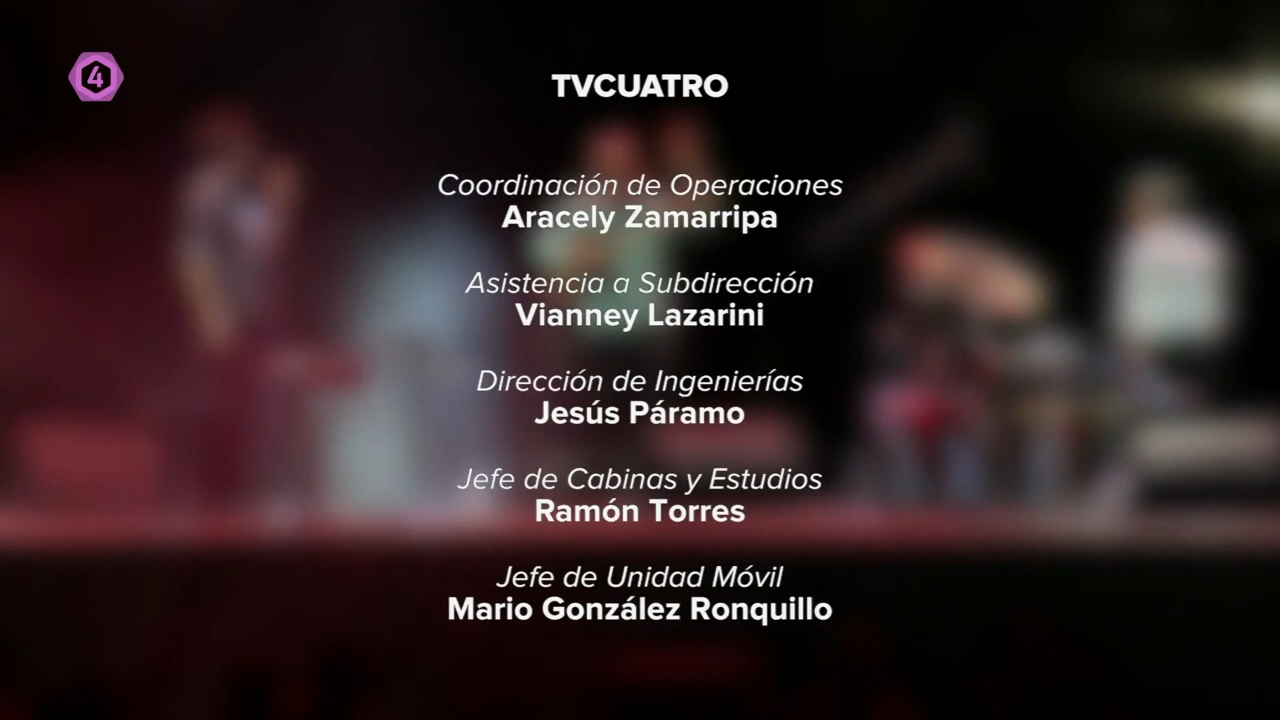 4
TVCUATRO
Coordinación de Operaciones
Aracely Zamarripa
Asistencia a Subdirección
Vianney Lazarini
Dirección de Ingenierías
Jesús Páramo
Jefe de Cabinas y Estudios
Ramón Torres
Jefe de Unidad Móvil
Mario González Ronquillo